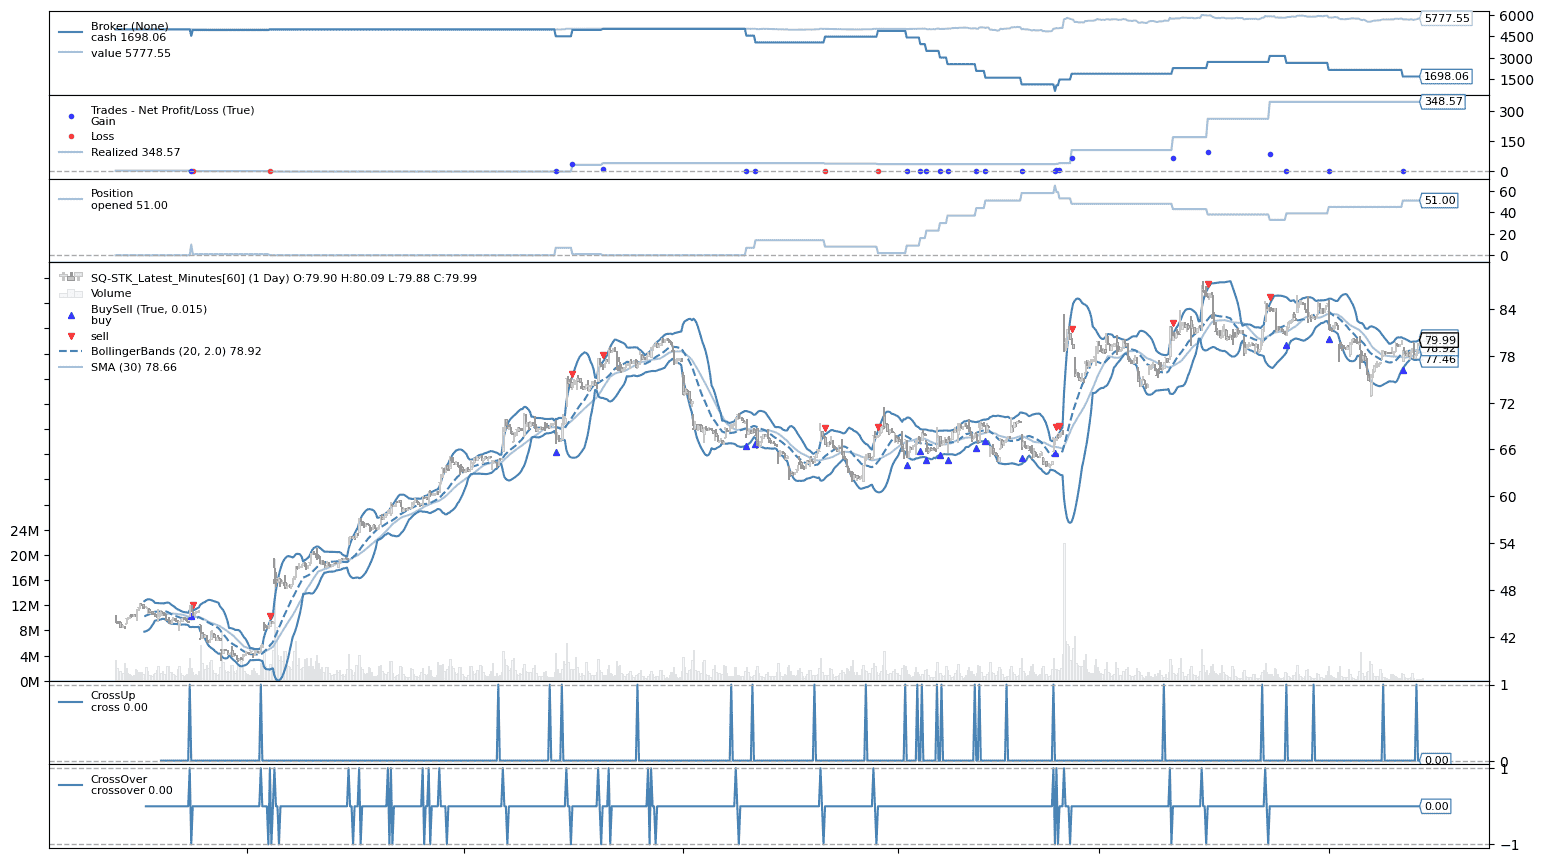 Broker (None)
cash 1698.06
value 5777.55
5777.55
1698.06
6000
4500
3000
1500
Trades - Net Profit/Loss (True)
Gain
Loss
Realized 348.57
348.57
300
150
0
Position
opened 51.00
51.00
60
40
20
0
SQ-STK_Latest_Minutes[60] (1 Day) O:79.90 H:80.09 L:79.88 C:79.99
Volume
BuySell (True, 0.015)
buy
sell
BollingerBands (20, 2.0) 78.92
SMA (30) 78.66
79.99
78.92
77.46
84
78
72
66
60
54
48
42
24M
20M
16M
12M
8M
4M
0M
CrossUp
cross 0.00
0.00
1
0
CrossOver
crossover 0.00
0.00
1
−1